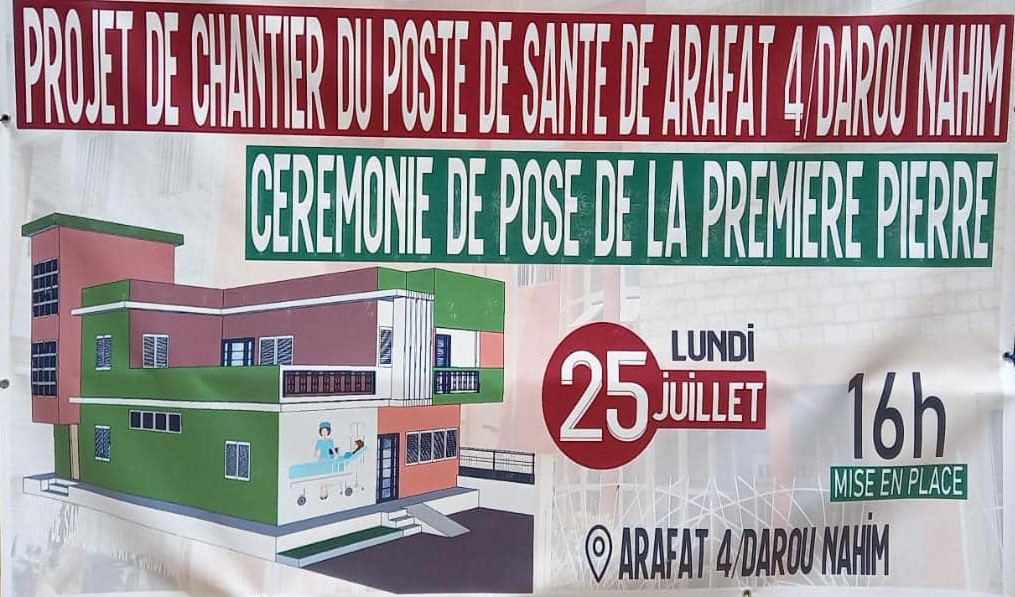 PROJET DE CHANTIER DU POSTE DE SANTE DE ARAFAT 4/DAROU NAHIM
CEREMONIE DE POSE DE LA PREMIERE PIERRE
LUNDI
25 JUILLET
16h
MISE EN PLACE
ARAFAT 4/DAROU NAHIM